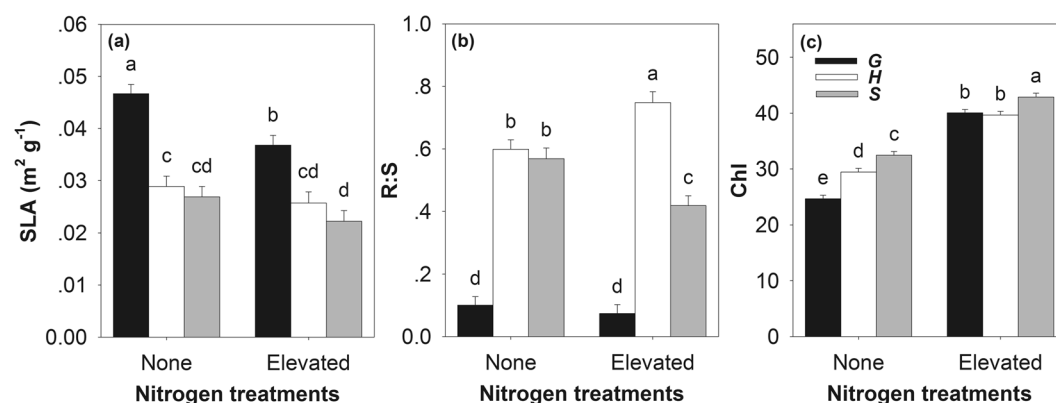 (a)
SLA (m² g⁻¹)
.06
.05
.04
.03
.02
.01
0.00
a
c
cd
b
cd
d
None
Elevated
Nitrogen treatments
(b)
R:S
1.0
.8
.6
.4
.2
0.0
d
b
b
d
a
c
None
Elevated
Nitrogen treatments
(c)
G
H
S
Chl
50
40
30
20
10
0
e
d
c
b
b
a
None
Elevated
Nitrogen treatments